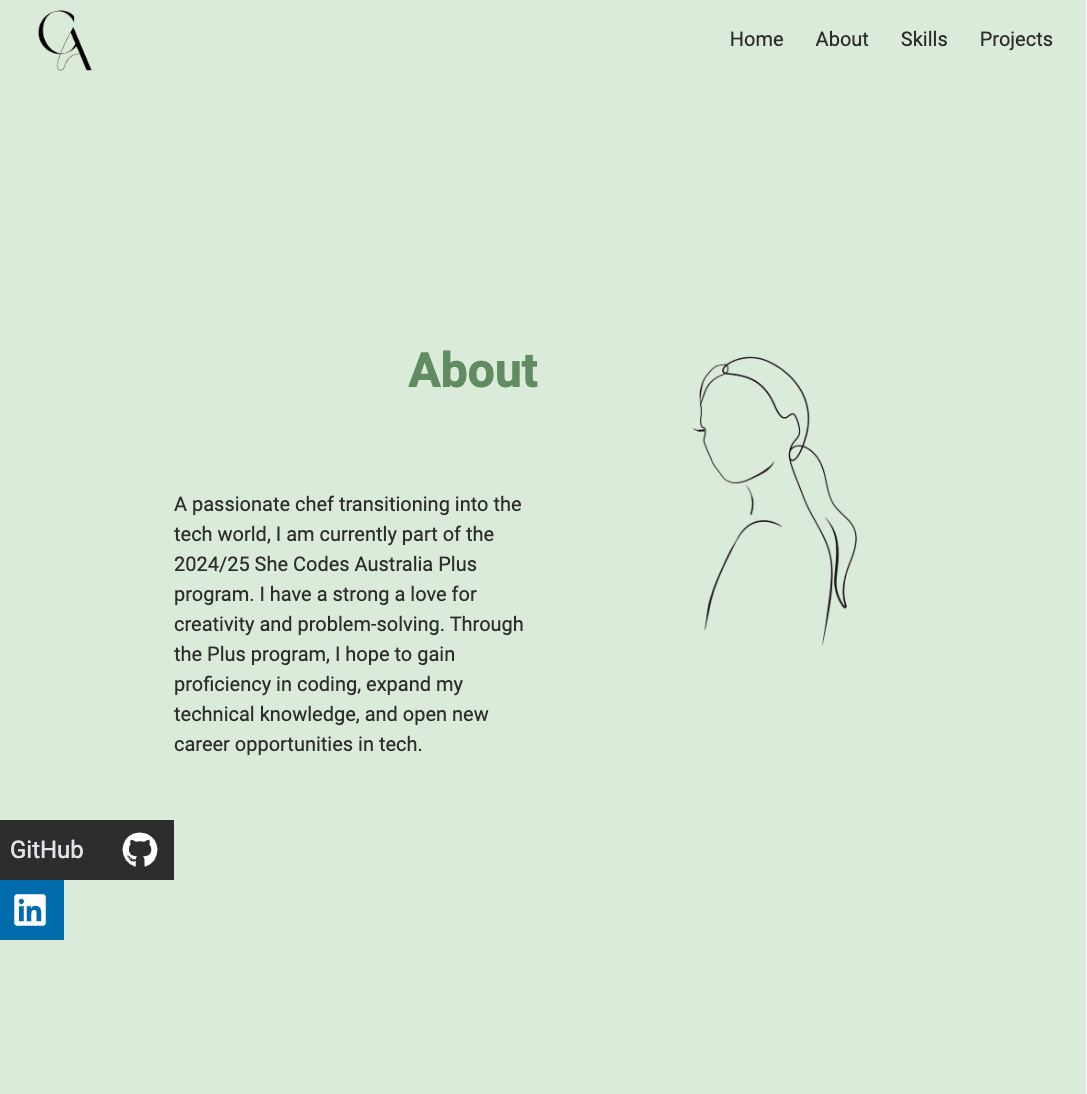 CA
Home About Skills Projects
About
A passionate chef transitioning into the
tech world, I am currently part of the
2024/25 She Codes Australia Plus
program. I have a strong a love for
creativity and problem-solving. Through
the Plus program, I hope to gain
proficiency in coding, expand my
technical knowledge, and open new
career opportunities in tech.
GitHub
in